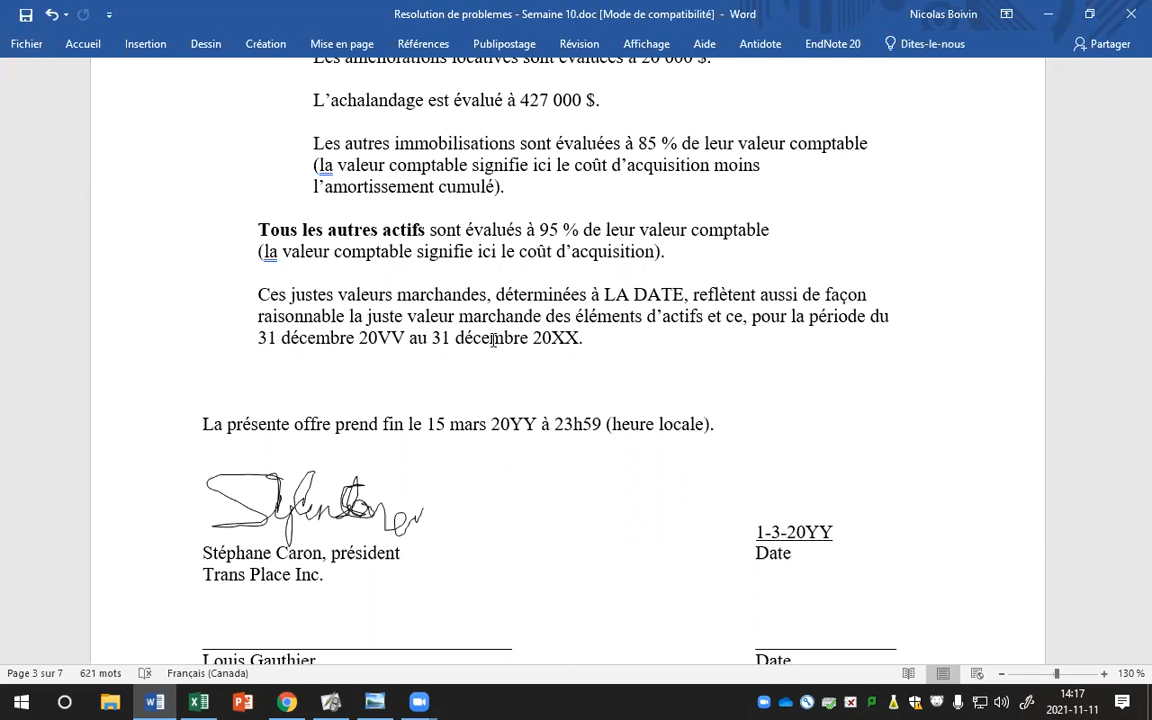 Resolution de problemes - Semaine 10.doc [Mode de compatibilité] - Word
Nicolas Boivin
Fichier Accueil Insertion Dessin Création Mise en page Références Publipostage Révision Affichage Aide Antidote EndNote 20 Dites-le-nous Partager
Les améliorations locatives sont évaluées à 20 000 $.
L’achalandage est évalué à 427 000 $.
Les autres immobilisations sont évaluées à 85 % de leur valeur comptable
(la valeur comptable signifie ici le coût d’acquisition moins
l’amortissement cumulé).
Tous les autres actifs sont évalués à 95 % de leur valeur comptable
(la valeur comptable signifie ici le coût d’acquisition).
Ces justes valeurs marchandes, déterminées à LA DATE, reflètent aussi de façon
raisonnable la juste valeur marchande des éléments d’actifs et ce, pour la période du
31 décembre 20VV au 31 décembre 20XX.
La présente offre prend fin le 15 mars 20YY à 23h59 (heure locale).
1-3-20YY
Stéphane Caron, président
Date
Trans Place Inc.
Louis Gauthier
Date
Page 3 sur 7 621 mots Français (Canada) 130 %
14:17
2021-11-11